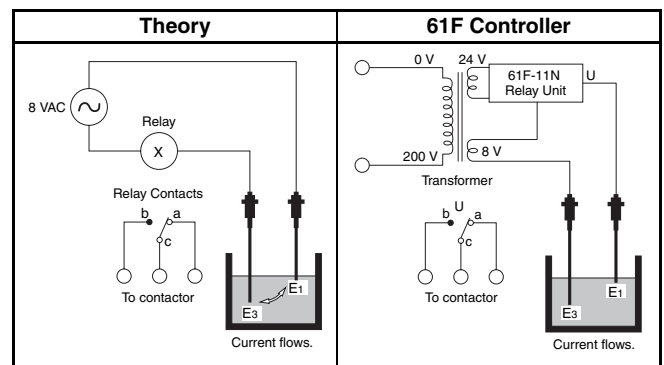 Theory
61F Controller
8 VAC
Relay
X
Relay Contacts
b
a
c
To contactor
E1
E3
Current flows.
0 V
24 V
61F-11N
Relay Unit
U
200 V
8 V
Transformer
U
b
a
c
To contactor
E1
E3
Current flows.